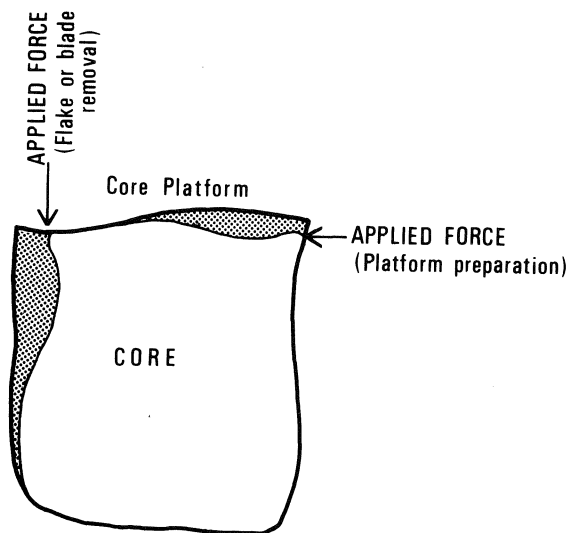 APPLIED FORCE
(Flake or blade
removal)
Core Platform
APPLIED FORCE
(Platform preparation)
CORE